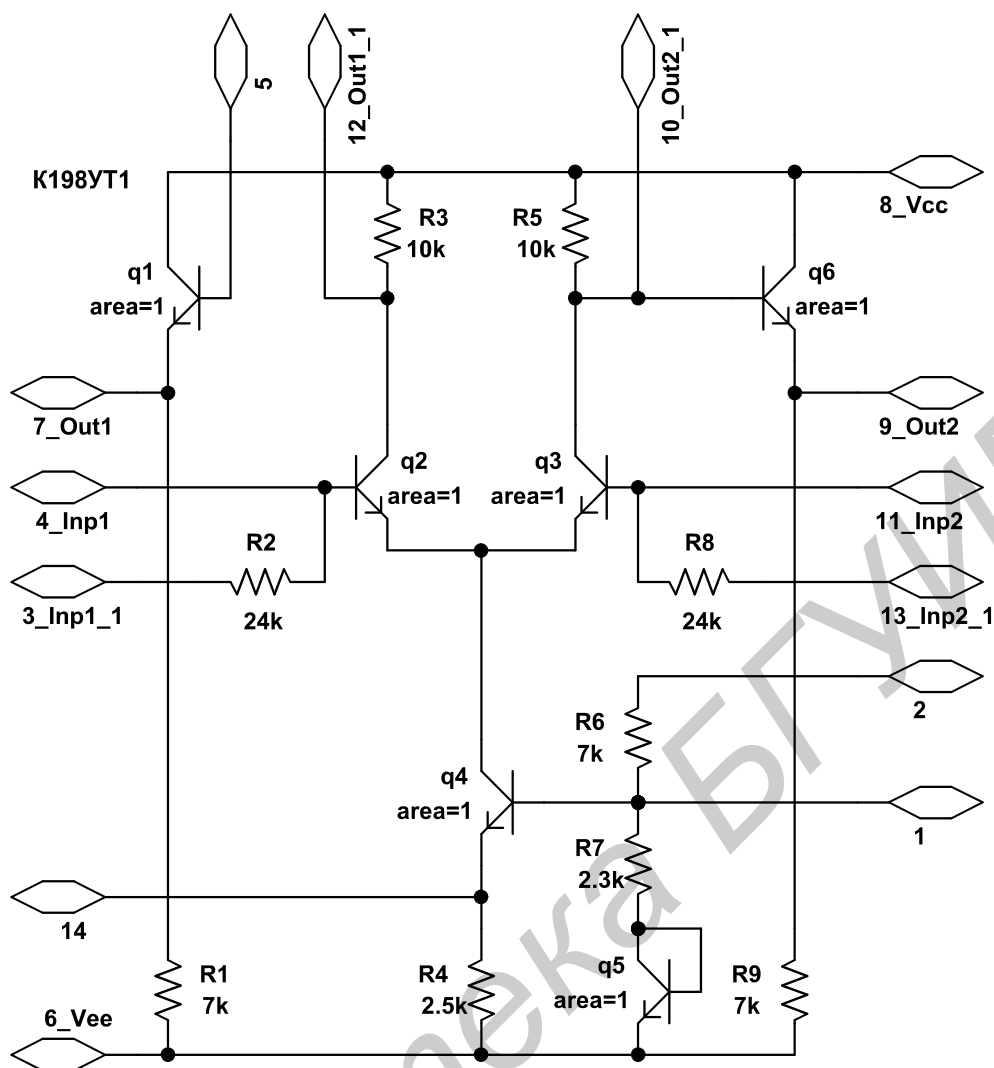 5
12_Out1_1
10_Out2_1
К198УТ1
8_Vcc
R3
10k
R5
10k
q1
area=1
q6
area=1
7_Out1
9_Out2
q2
area=1
q3
area=1
4_Inp1
11_Inp2
R2
24k
R8
24k
3_Inp1_1
13_Inp2_1
2
R6
7k
q4
area=1
1
R7
2.3k
14
q5
area=1
R1
7k
R4
2.5k
R9
7k
6_Vee